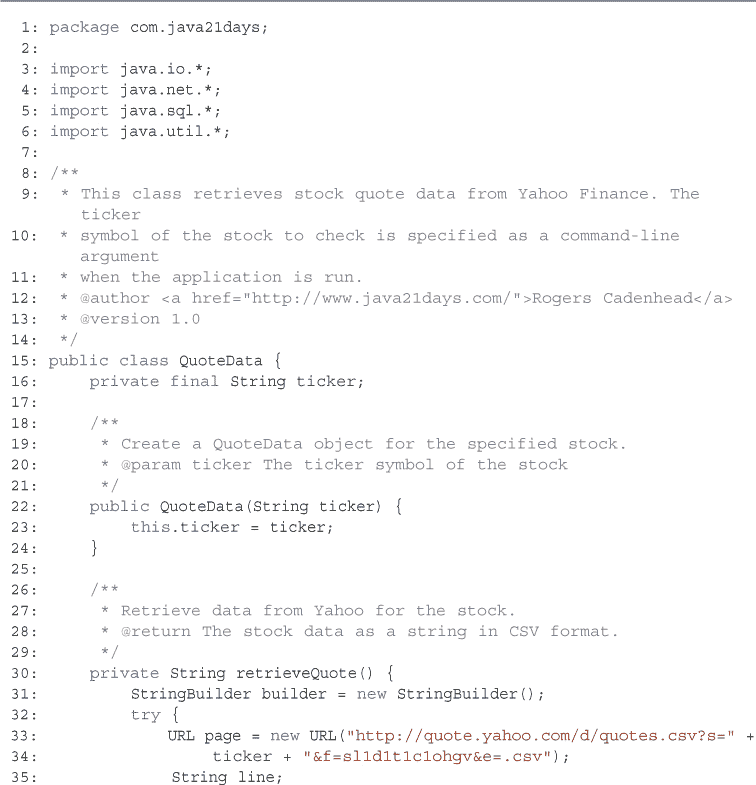 1: package com.java21days;
2:
3: import java.io.*;
4: import java.net.*;
5: import java.sql.*;
6: import java.util.*;
7:
8: /**
9:  * This class retrieves stock quote data from Yahoo Finance. The
ticker
10:  * symbol of the stock to check is specified as a command-line
argument
11:  * when the application is run.
12:  * @author <a href="http://www.java21days.com/">Rogers Cadenhead</a>
13:  * @version 1.0
14:  */
15: public class QuoteData {
16:     private final String ticker;
17:
18:     /**
19:      * Create a QuoteData object for the specified stock.
20:      * @param ticker The ticker symbol of the stock
21:      */
22:     public QuoteData(String ticker) {
23:         this.ticker = ticker;
24:     }
25:
26:     /**
27:      * Retrieve data from Yahoo for the stock.
28:      * @return The stock data as a string in CSV format.
29:      */
30:     private String retrieveQuote() {
31:         StringBuilder builder = new StringBuilder();
32:         try {
33:             URL page = new URL("http://quote.yahoo.com/d/quotes.csv?s=" +
34:                 ticker + "&f=sl1d1t1c1ohgv&e=.csv");
35:             String line;